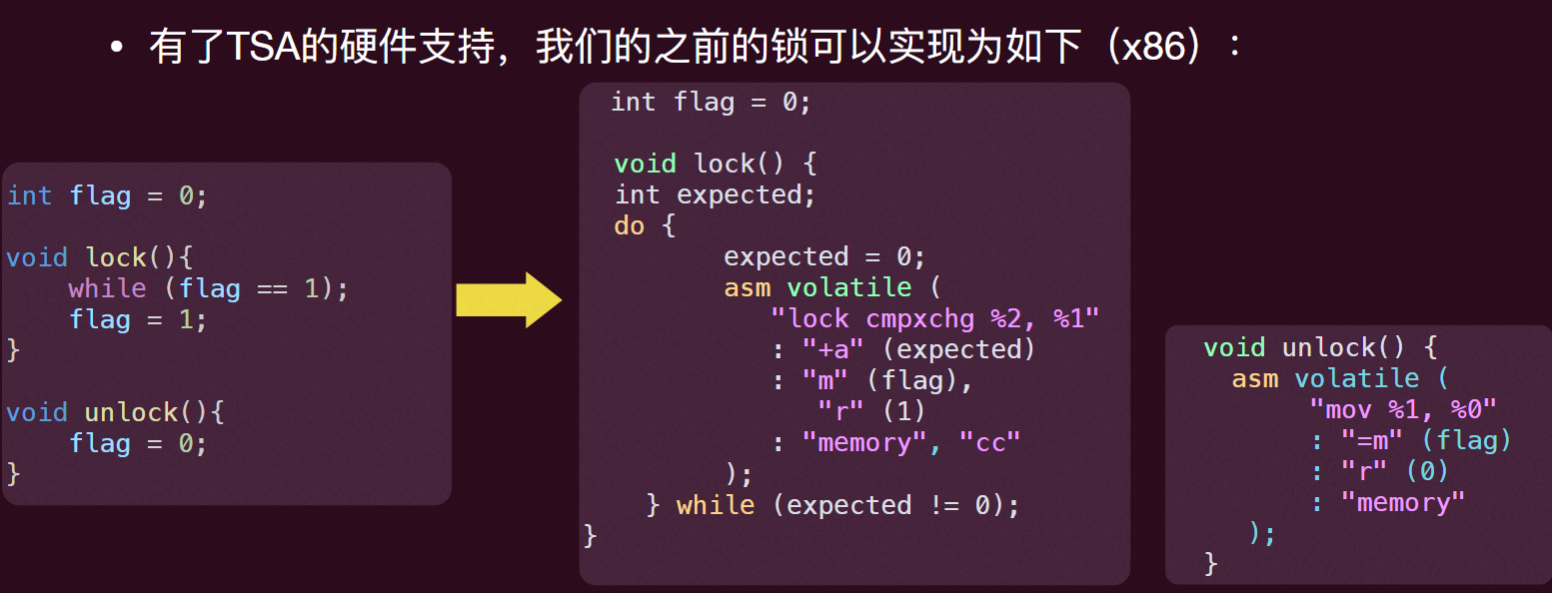 • 有了TSA的硬件支持，我们的之前的锁可以实现为如下（x86）：
int flag = 0;
void lock(){
    while (flag == 1);
    flag = 1;
}
void unlock(){
    flag = 0;
}
int flag = 0;
void lock() {
int expected;
do {
        expected = 0;
        asm volatile (
           "lock cmpxchg %2, %1"
           : "+a" (expected)
           : "m" (flag),
              "r" (1)
           : "memory", "cc"
        );
   } while (expected != 0);
}
void unlock() {
  asm volatile (
        "mov %1, %0"
        : "=m" (flag)
        : "r" (0)
        : "memory"
    );
}